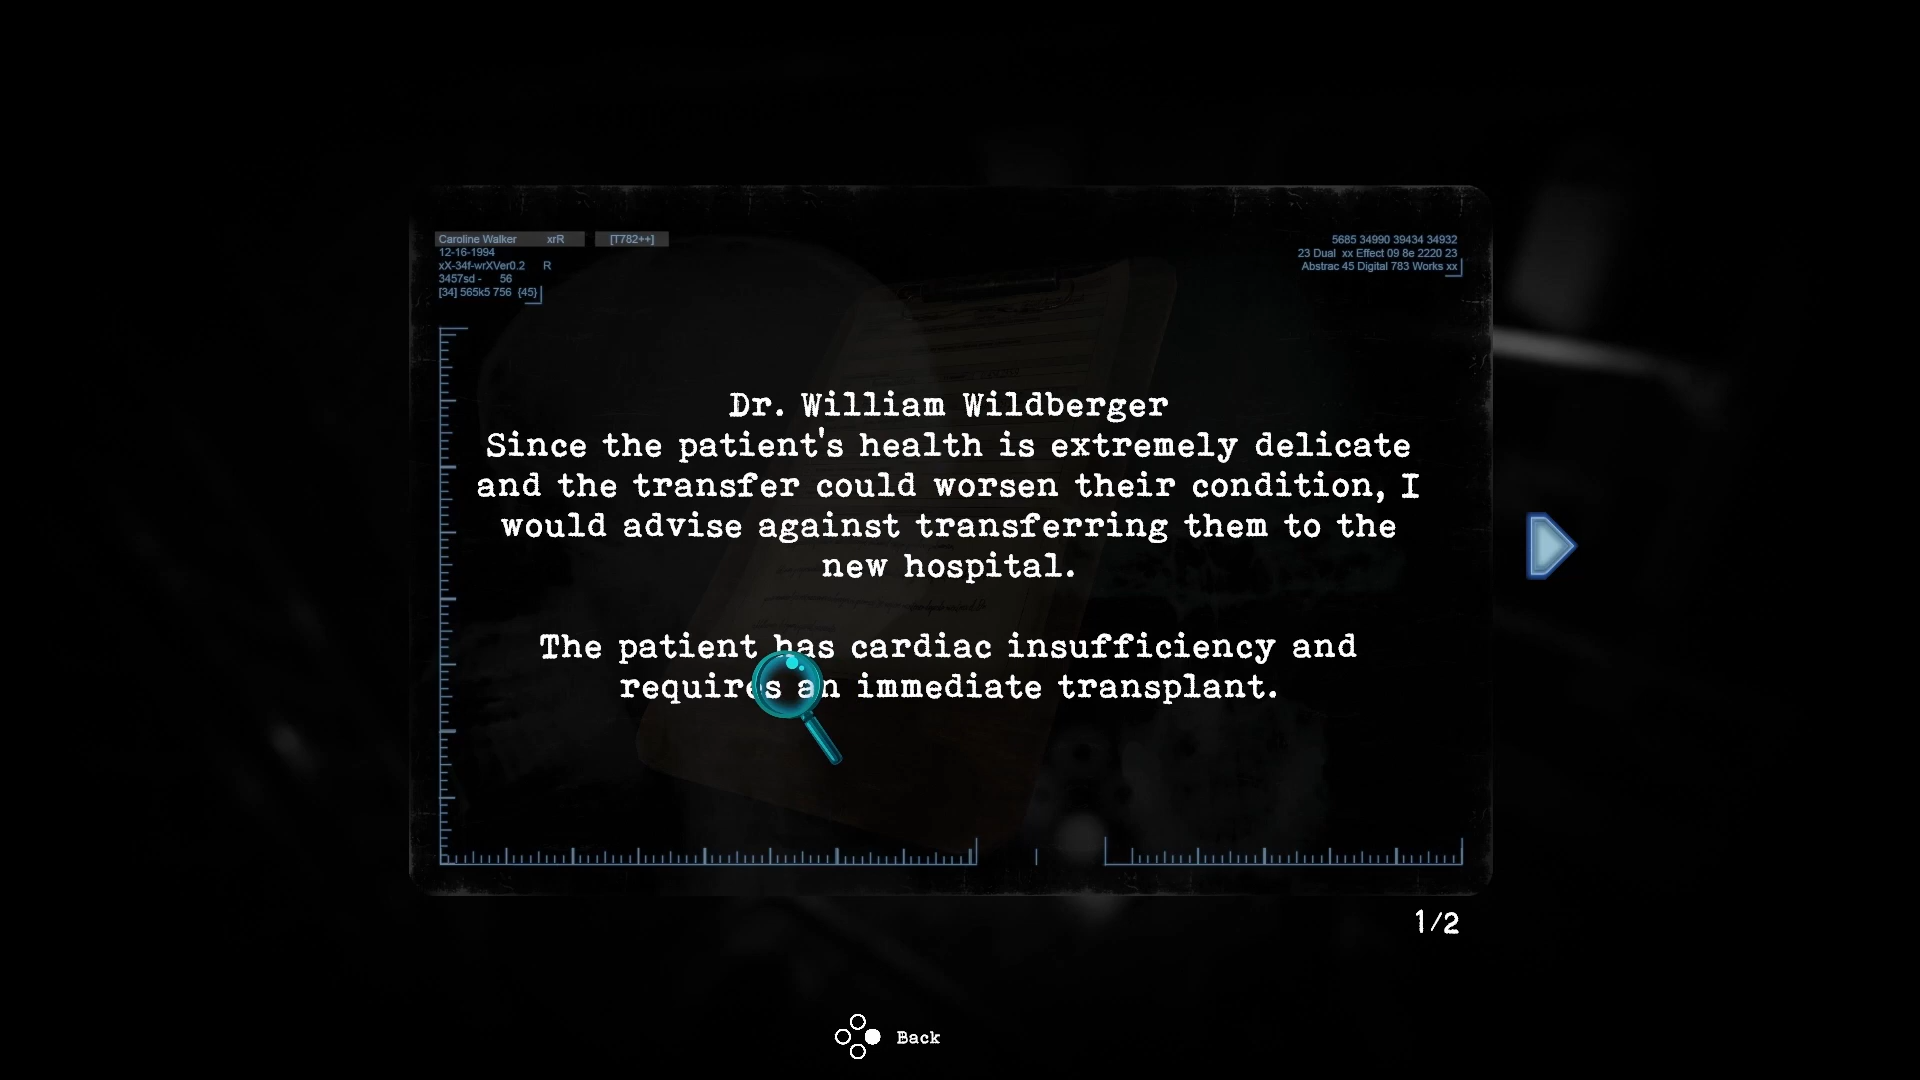 Caroline Walker xrR [T782++]
12-16-1994
xX-34f-wrXVer0.2 R
3457sd - 56
[34] 565k5 756 {45}
5685 34990 39434 34932
23 Dual xx Effect 09 8e 2220 23
Abstrac 45 Digital 783 Works xx
Dr. William Wildberger
Since the patient's health is extremely delicate
and the transfer could worsen their condition, I
would advise against transferring them to the
new hospital.
The patient has cardiac insufficiency and
requires an immediate transplant.
1/2
Back